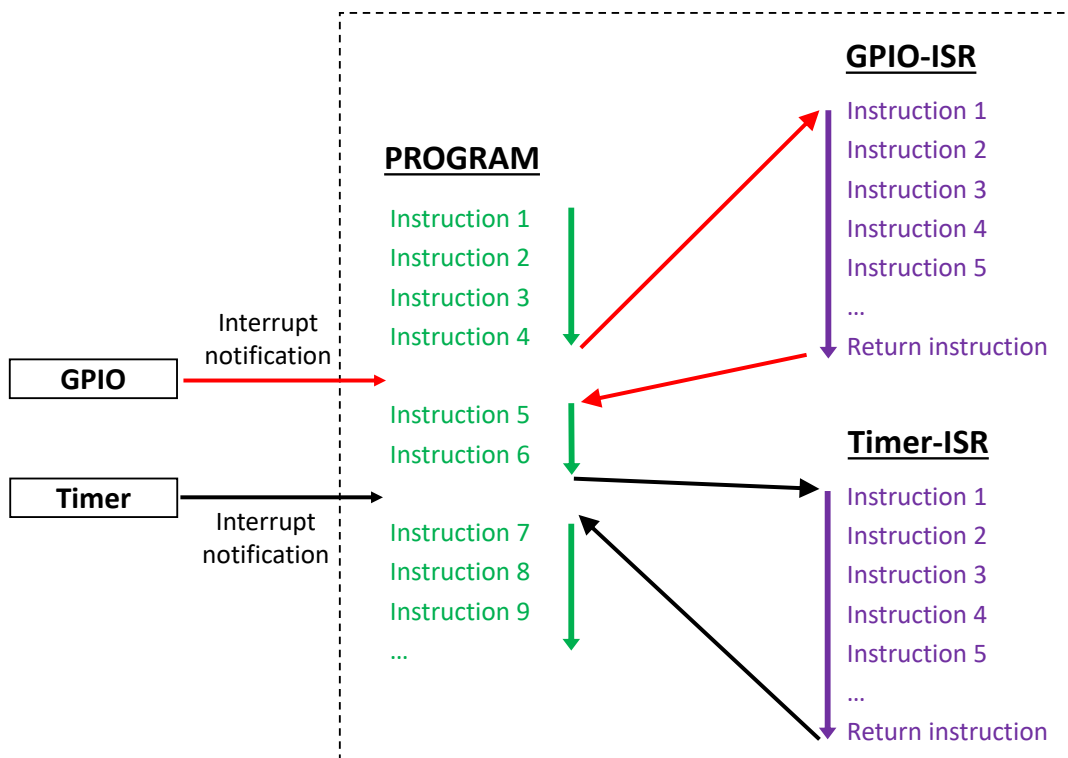 GPIO
Interrupt
notification
Timer
Interrupt
notification
PROGRAM
Instruction 1
Instruction 2
Instruction 3
Instruction 4
Instruction 5
Instruction 6
Instruction 7
Instruction 8
Instruction 9
...
GPIO-ISR
Instruction 1
Instruction 2
Instruction 3
Instruction 4
Instruction 5
...
Return instruction
Timer-ISR
Instruction 1
Instruction 2
Instruction 3
Instruction 4
Instruction 5
...
Return instruction